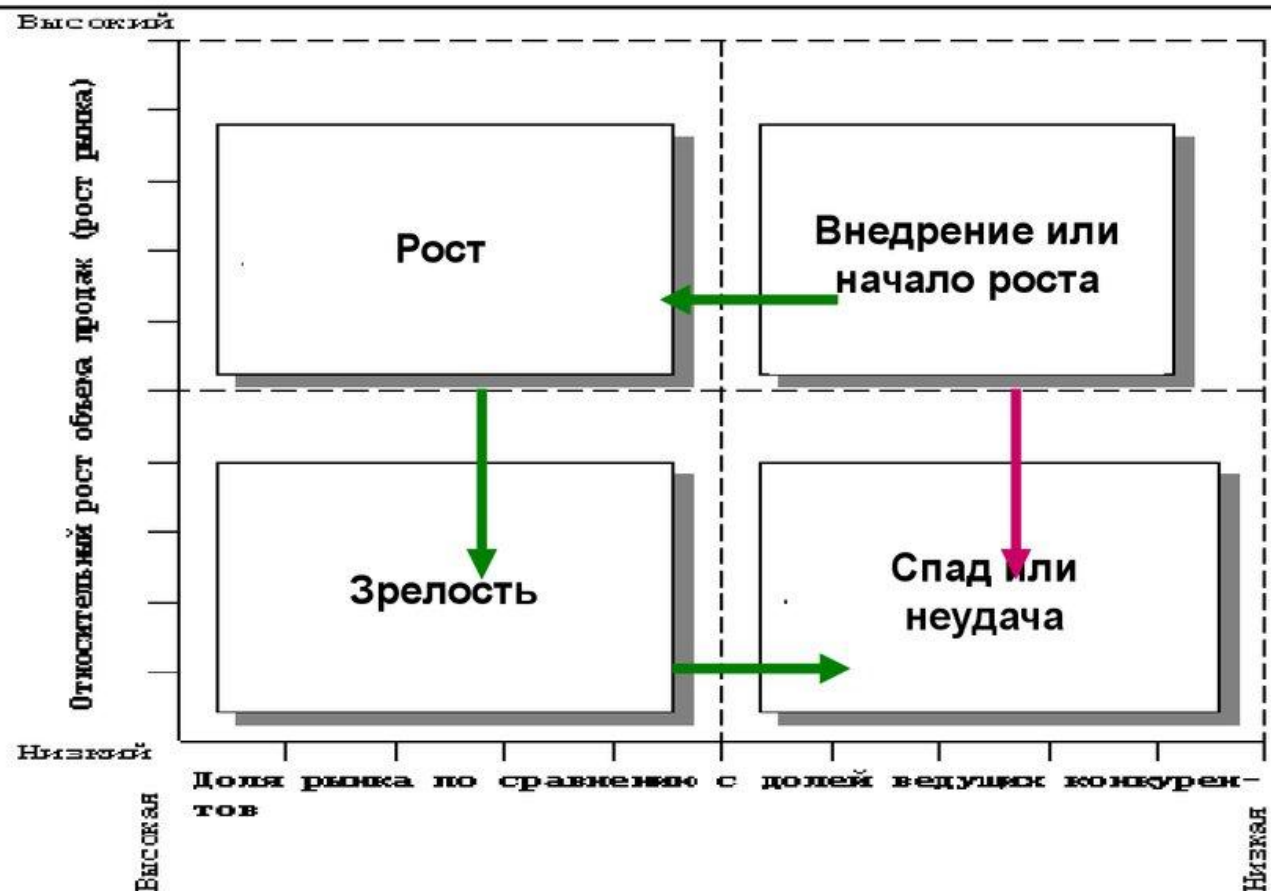 Высокий
Относительный рост объема продаж (рост рынка)
Рост
Внедрение или
начало роста
Зрелость
Спад или
неудача
Низкий
Доля рынка по сравнению с долей ведущих конкурен-
тов
Высокая
Низкая